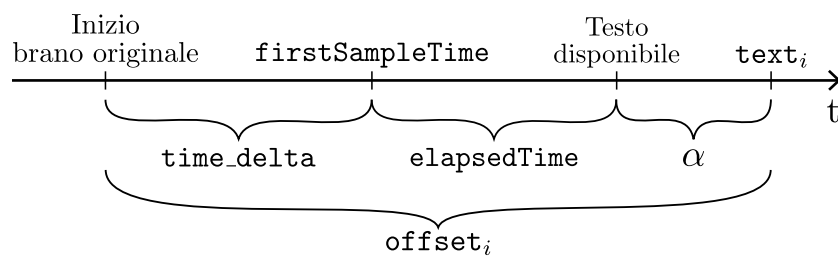 Inizio
brano originale
firstSampleTime
Testo
disponibile
text_i
t
time_delta
elapsedTime
α
offset_i